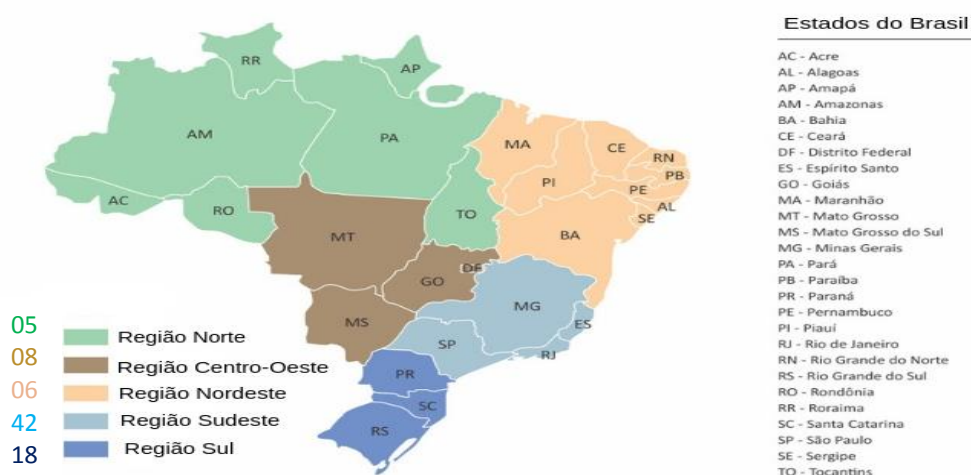 RR
AP
AM
PA
MA
CE
RN
PB
PI
PE
AL
SE
AC
RO
TO
BA
MT
DF
GO
MG
MS
ES
SP
RJ
PR
SC
RS
05 Região Norte
08 Região Centro-Oeste
06 Região Nordeste
42 Região Sudeste
18 Região Sul
Estados do Brasil
AC - Acre
AL - Alagoas
AP - Amapá
AM - Amazonas
BA - Bahia
CE - Ceará
DF - Distrito Federal
ES - Espírito Santo
GO - Goiás
MA - Maranhão
MT - Mato Grosso
MS - Mato Grosso do Sul
MG - Minas Gerais
PA - Pará
PB - Paraíba
PR - Paraná
PE - Pernambuco
PI - Piauí
RJ - Rio de Janeiro
RN - Rio Grande do Norte
RS - Rio Grande do Sul
RO - Rondônia
RR - Roraima
SC - Santa Catarina
SP - São Paulo
SE - Sergipe
TO - Tocantins